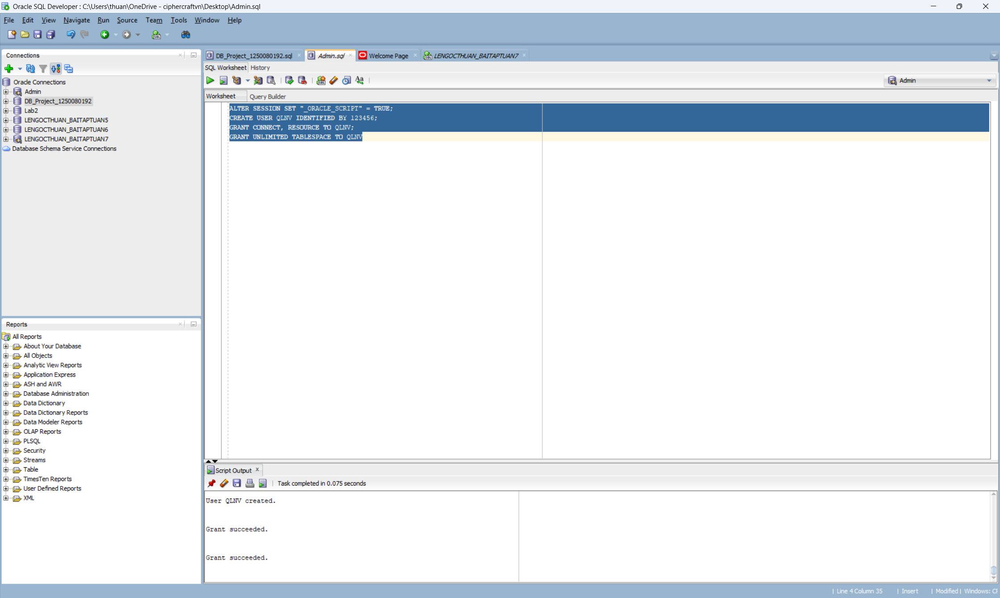 Oracle SQL Developer : C:\Users\thuan\OneDrive - ciphercraftvn\Desktop\Admin.sql
File Edit View Navigate Run Source Team Tools Window Help
Connections
Oracle Connections
Admin
DB_Project_1250080192
Lab2
LENGOCTHUAN_BAITAPTUAN5
LENGOCTHUAN_BAITAPTUAN6
LENGOCTHUAN_BAITAPTUAN7
Database Schema Service Connections
Reports
All Reports
About Your Database
All Objects
Analytic View Reports
Application Express
ASH and AWR
Database Administration
Data Dictionary
Data Dictionary Reports
Data Modeler Reports
OLAP Reports
PLSQL
Security
Streams
Table
TimesTen Reports
User Defined Reports
XML
DB_Project_1250080192.sql Admin.sql Welcome Page LENGOCTHUAN_BAITAPTUAN7
SQL Worksheet History
Admin
Worksheet Query Builder
ALTER SESSION SET "_ORACLE_SCRIPT" = TRUE;
CREATE USER QLNV IDENTIFIED BY 123456;
GRANT CONNECT, RESOURCE TO QLNV;
GRANT UNLIMITED TABLESPACE TO QLNV
Script Output
Task completed in 0.075 seconds
User QLNV created.
Grant succeeded.
Grant succeeded.
| Line 4 Column 35 | Insert | Modified | Windows: